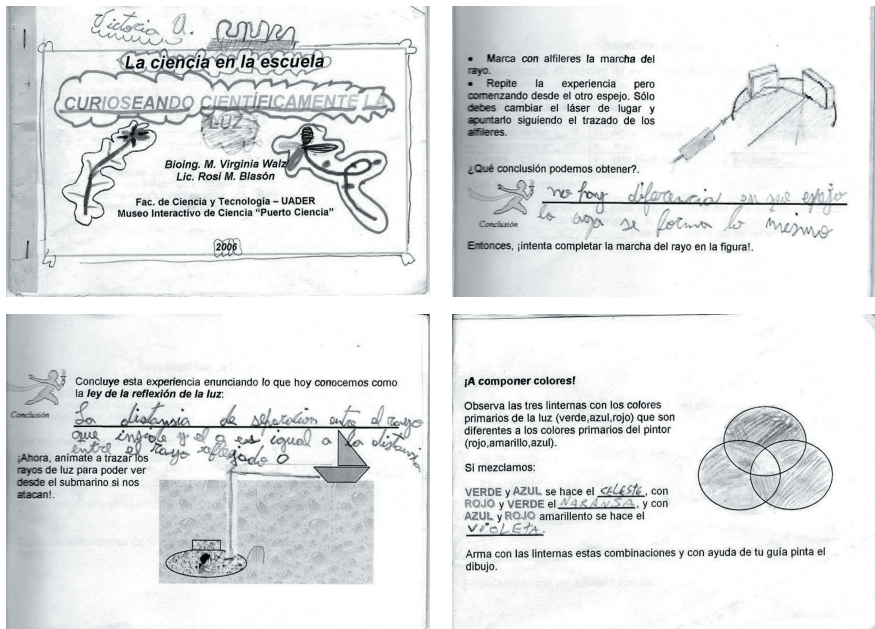 Victoria A.
La ciencia en la escuela
CURIOSEANDO CIENTÍFICAMENTE LA
LUZ
Bioing. M. Virginia Walz
Lic. Rosi M. Blasón
Fac. de Ciencia y Tecnología – UADER
Museo Interactivo de Ciencia “Puerto Ciencia”
2006
• Marca con alfileres la marcha del
rayo.
• Repite la experiencia pero
comenzando desde el otro espejo. Sólo
debes cambiar el láser de lugar y
apuntarlo siguiendo el trazado de los
alfileres.
¿Qué conclusión podemos obtener?.
no hay diferencia en que espejo
lo aga se forma lo mismo
Conclusión
Entonces, ¡intenta completar la marcha del rayo en la figura!.
Concluye esta experiencia enunciando lo que hoy conocemos como
la ley de la reflexión de la luz:
Conclusión
La distansia de separacion entre el rayo
que inside y el 0 es igual a la distansia
entre el rayo reflejado 0
¡Ahora, anímate a trazar los
rayos de luz para poder ver
desde el submarino si nos
atacan!.
¡A componer colores!
Observa las tres linternas con los colores
primarios de la luz (verde,azul,rojo) que son
diferentes a los colores primarios del pintor
(rojo,amarillo,azul).
Si mezclamos:
VERDE y AZUL se hace el CELESTE, con
ROJO y VERDE el NARANSA, y con
AZUL y ROJO amarillento se hace el
VIOLETA.
Arma con las linternas estas combinaciones y con ayuda de tu guía pinta el
dibujo.